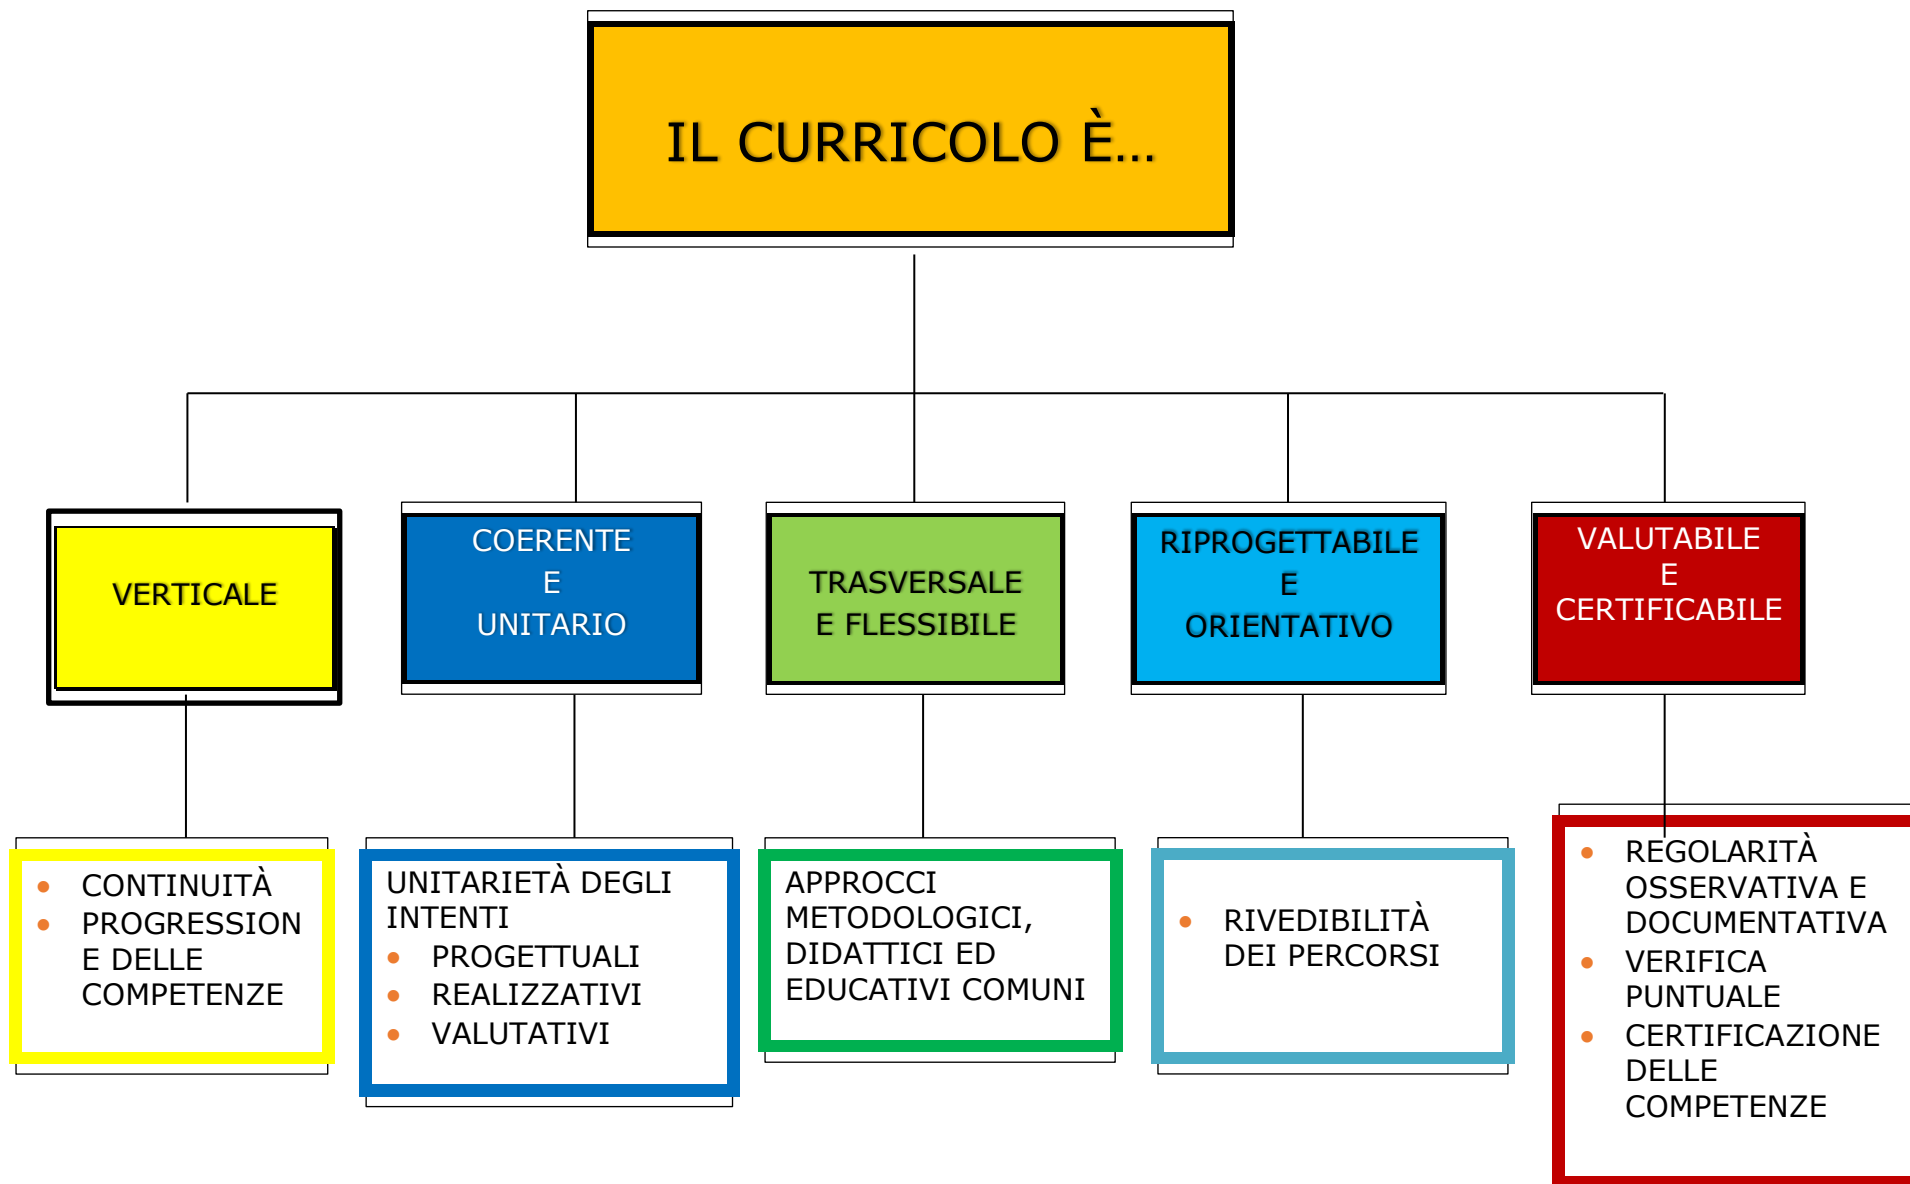 IL CURRICOLO È...
VERTICALE
COERENTE
E
UNITARIO
TRASVERSALE
E FLESSIBILE
RIPROGETTABILE
E
ORIENTATIVO
VALUTABILE
E
CERTIFICABILE
• CONTINUITÀ
• PROGRESSION
E DELLE
COMPETENZE
UNITARIETÀ DEGLI
INTENTI
• PROGETTUALI
• REALIZZATIVI
• VALUTATIVI
APPROCCI
METODOLOGICI,
DIDATTICI ED
EDUCATIVI COMUNI
• RIVEDIBILITÀ
DEI PERCORSI
• REGOLARITÀ
OSSERVATIVA E
DOCUMENTATIVA
• VERIFICA
PUNTUALE
• CERTIFICAZIONE
DELLE
COMPETENZE